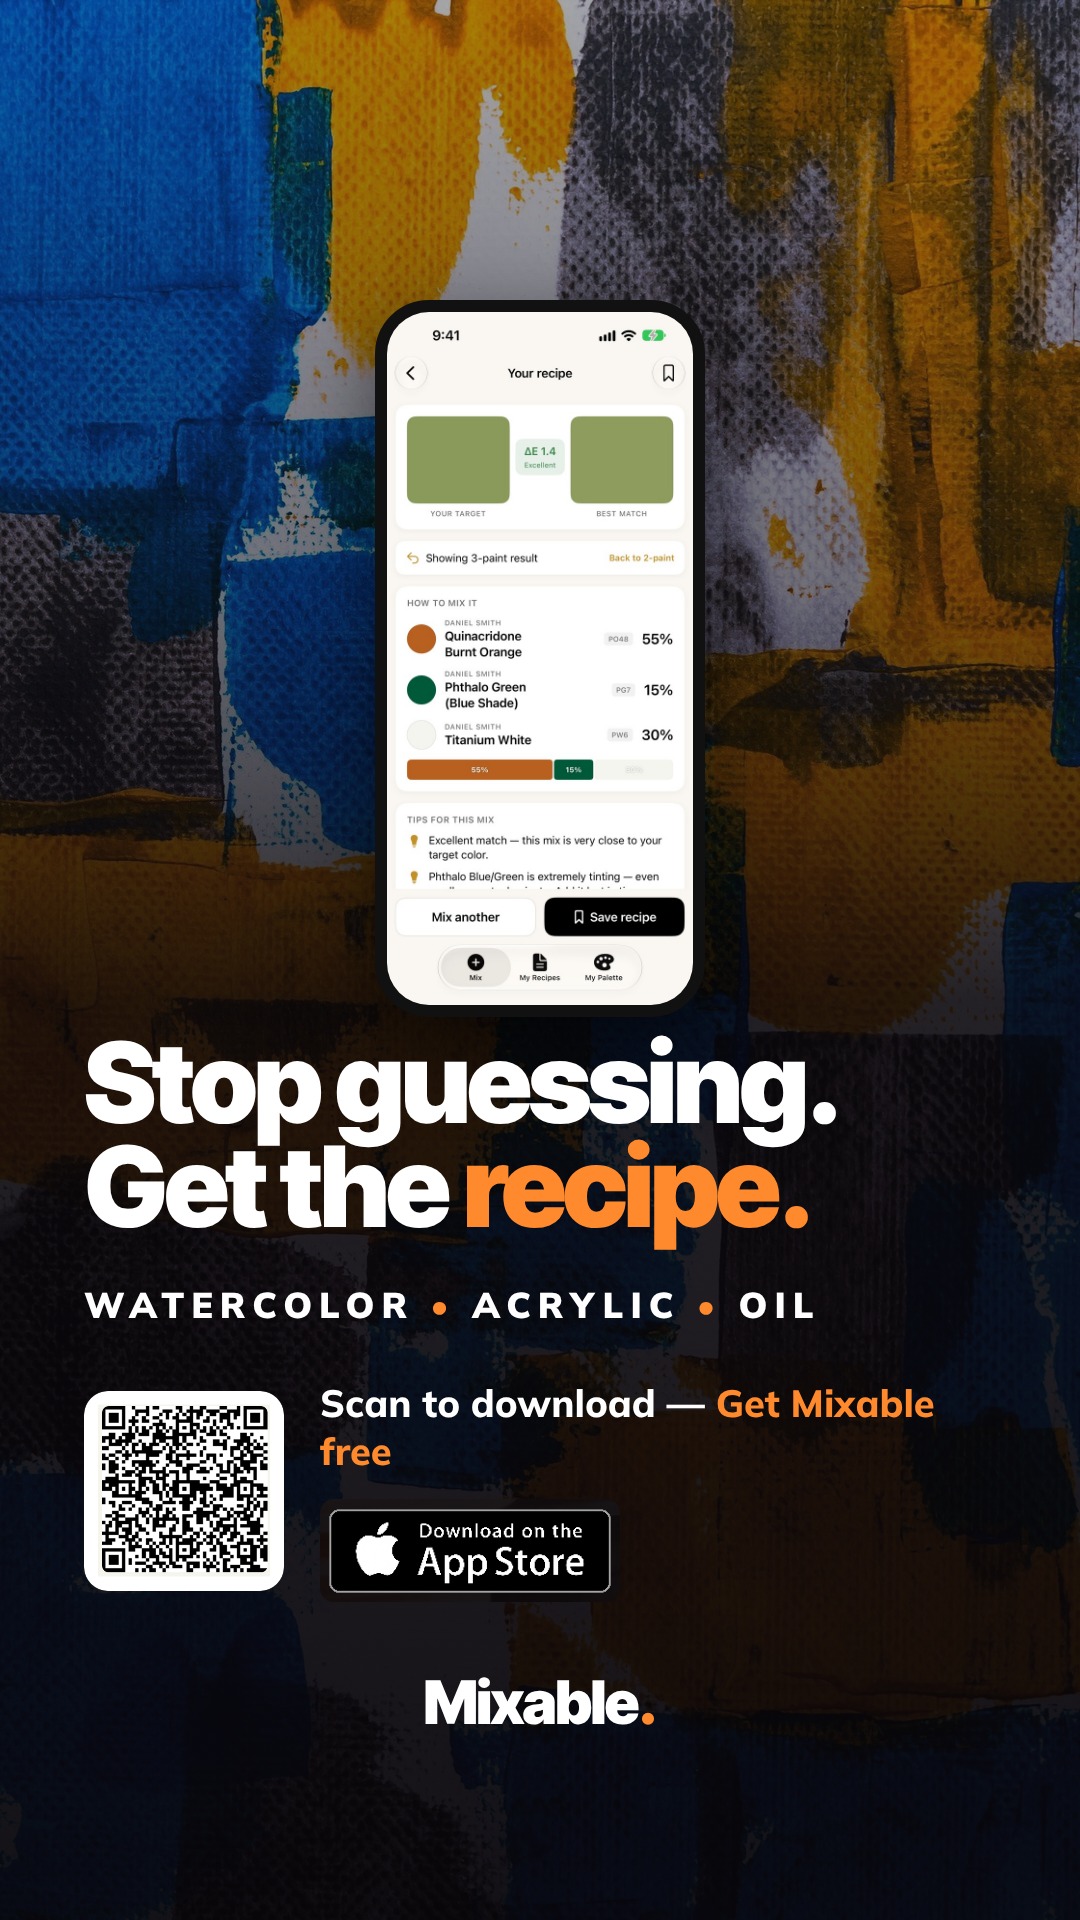 9:41
Your recipe
ΔE 1.4
Excellent
YOUR TARGET
BEST MATCH
Showing 3-paint result
Back to 2-paint
HOW TO MIX IT
DANIEL SMITH
Quinacridone
Burnt Orange
PO48
55%
DANIEL SMITH
Phthalo Green
(Blue Shade)
PG7
15%
DANIEL SMITH
Titanium White
PW6
30%
55%
15%
TIPS FOR THIS MIX
Excellent match — this mix is very close to your
target color.
Phthalo Blue/Green is extremely tinting — even
Mix another
Save recipe
Mix
My Recipes
My Palette
Stop guessing.
Get the recipe.
WATERCOLOR • ACRYLIC • OIL
Scan to download — Get Mixable
free
Download on the
App Store
Mixable.